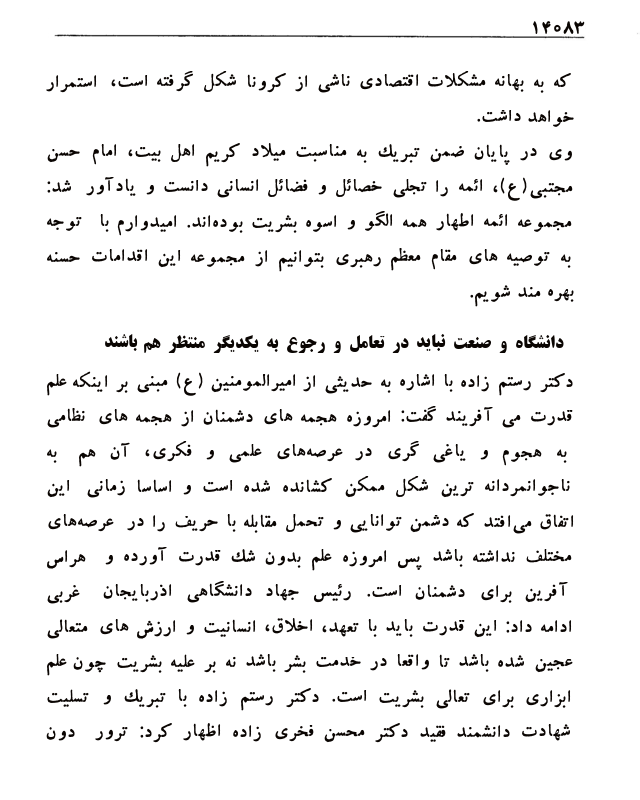 ۱۴۰۸۳
که به بهانه مشکلات اقتصادی ناشی از کرونا شکل گرفته است، استمرار
خواهد داشت.
وی در پایان ضمن تبریك به مناسبت میلاد کریم اهل بیت، امام حسن
مجتبی(ع)، ائمه را تجلی خصائل و فضائل انسانی دانست و یادآور شد:
مجموعه ائمه اطهار همه الگو و اسوه بشریت بوده‌اند. امیدوارم با توجه
به توصیه های مقام معظم رهبری بتوانیم از مجموعه این اقدامات حسنه
بهره مند شویم.
دانشگاه و صنعت نباید در تعامل و رجوع به یکدیگر منتظر هم باشند
دکتر رستم زاده با اشاره به حدیثی از امیرالمومنین (ع) مبنی بر اینکه علم
قدرت می آفریند گفت: امروزه هجمه های دشمنان از هجمه های نظامی
به هجوم و یاغی گری در عرصه‌های علمی و فکری، آن هم به
ناجوانمردانه ترین شکل ممکن کشانده شده است و اساسا زمانی این
اتفاق می‌افتد که دشمن توانایی و تحمل مقابله با حریف را در عرصه‌های
مختلف نداشته باشد پس امروزه علم بدون شك قدرت آورده و هراس
آفرین برای دشمنان است. رئیس جهاد دانشگاهی اذربایجان غربی
ادامه داد: این قدرت باید با تعهد، اخلاق، انسانیت و ارزش های متعالی
عجین شده باشد تا واقعا در خدمت بشر باشد نه بر علیه بشریت چون علم
ابزاری برای تعالی بشریت است. دکتر رستم زاده با تبریك و تسلیت
شهادت دانشمند فقید دکتر محسن فخری زاده اظهار کرد: ترور دون